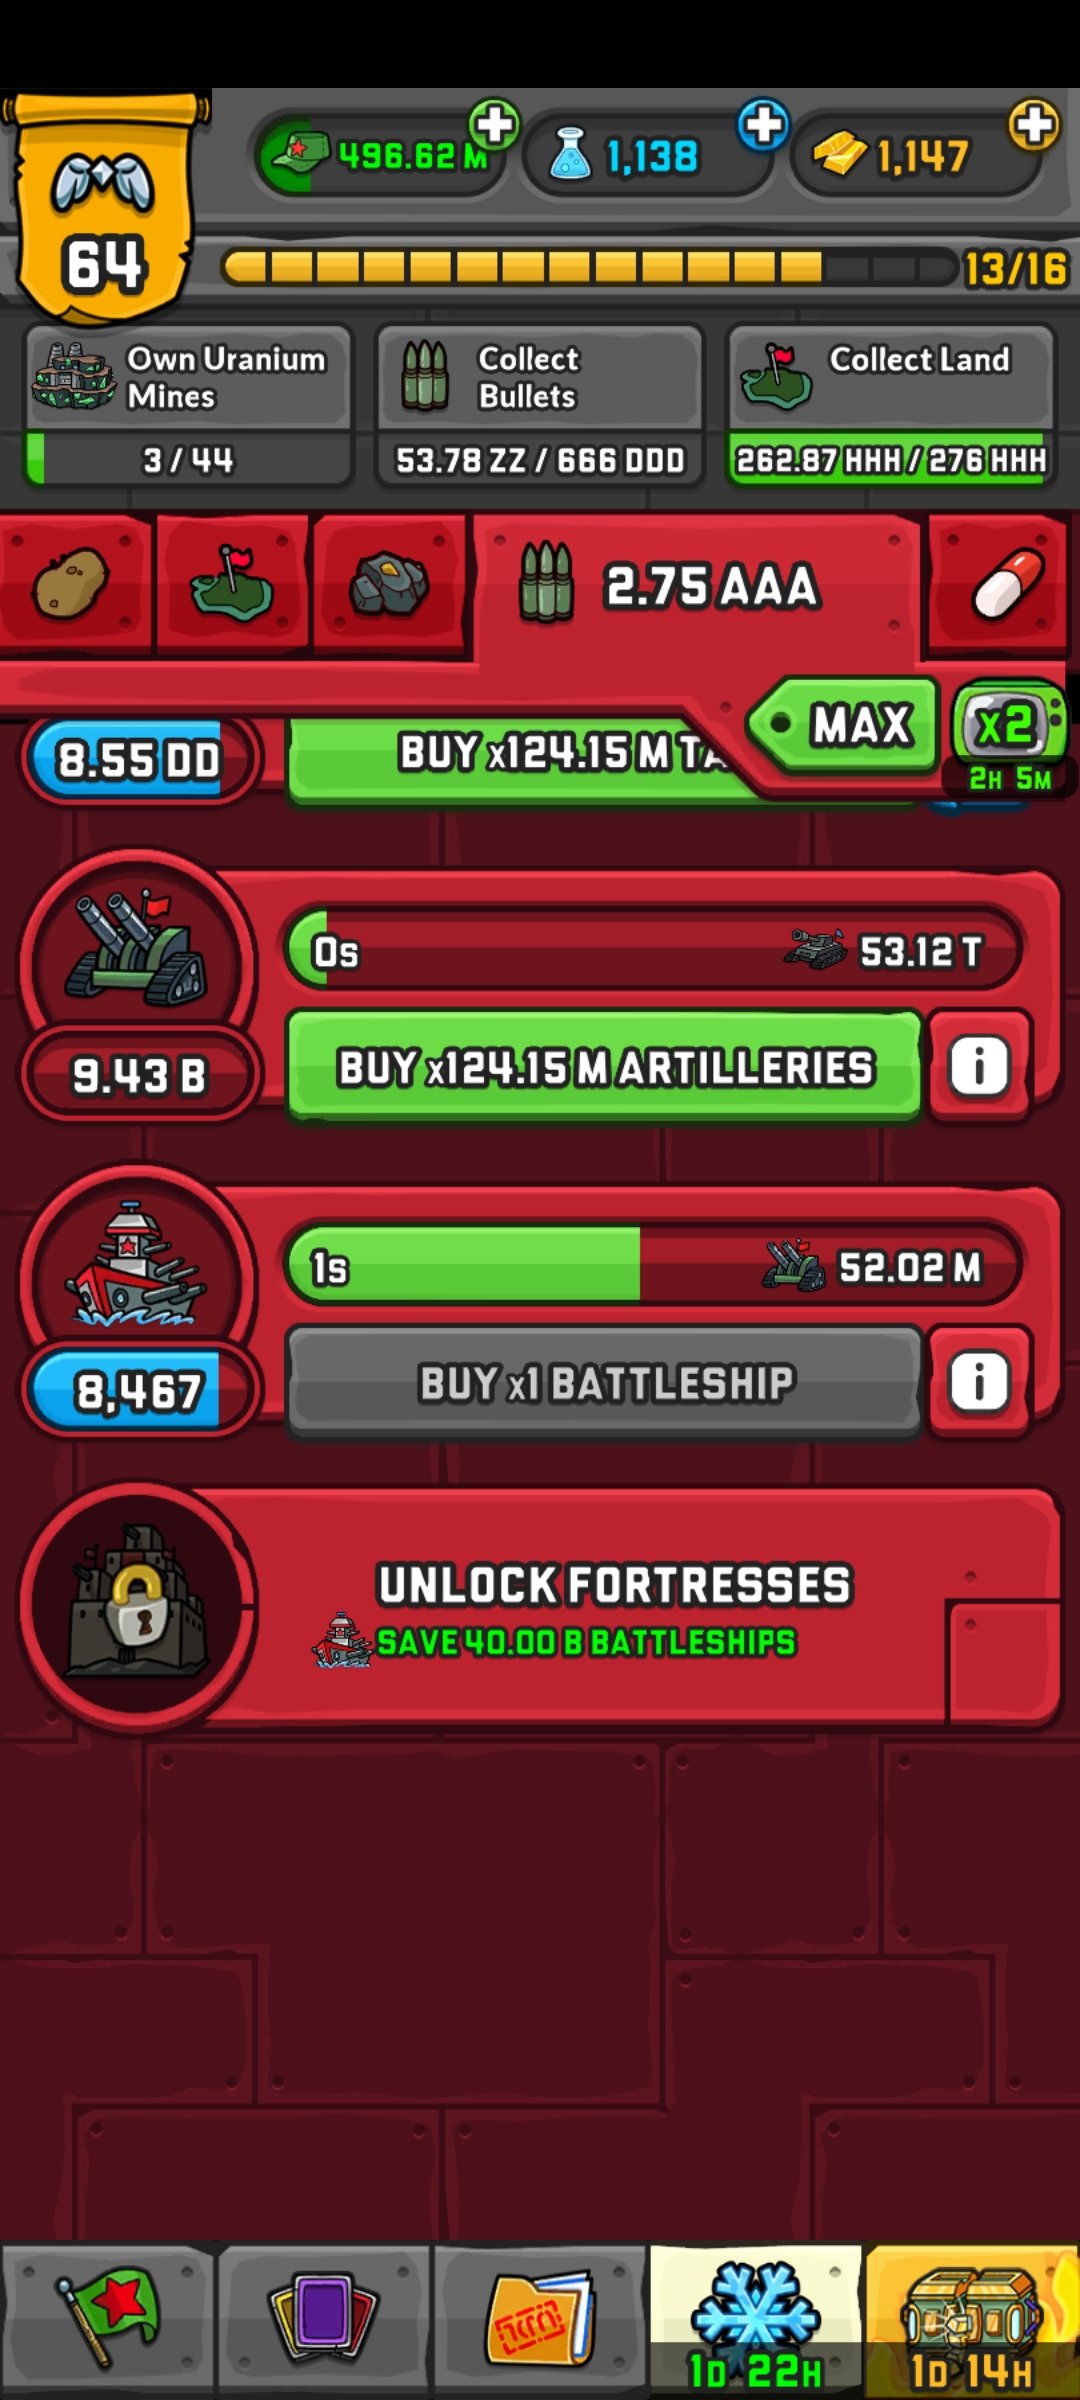 496.62 M
1,138
1,147
64
13/16
Own Uranium
Mines
3 / 44
Collect
Bullets
53.78 ZZ / 666 DDD
Collect Land
262.87 HHH / 276 HHH
2.75 AAA
MAX
X2
2H 5M
8.55 DD
BUY x124.15 M
0s
53.12 T
9.43 B
BUY x124.15 M ARTILLERIES
i
1s
52.02 M
8,467
BUY x1 BATTLESHIP
i
UNLOCK FORTRESSES
SAVE 40.00 B BATTLESHIPS
1D 22H
1D 14H